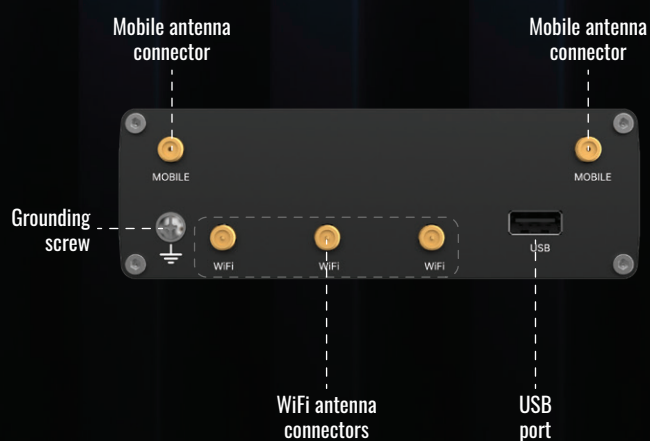 Mobile antenna
connector
Mobile antenna
connector
MOBILE
MOBILE
Grounding
screw
USB
WiFi
WiFi
WiFi
WiFi antenna
connectors
USB
port